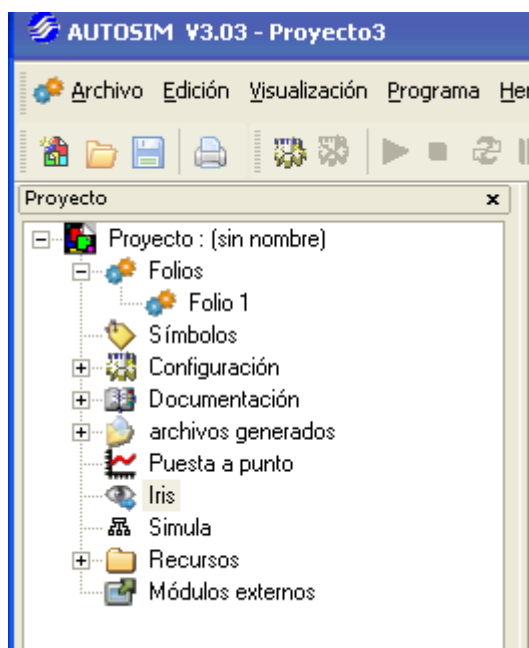 AUTOSIM V3.03 - Proyecto3
Archivo Edición Visualización Programa
Proyecto
Proyecto : (sin nombre)
Folios
Folio 1
Símbolos
Configuración
Documentación
archivos generados
Puesta a punto
Iris
Simula
Recursos
Módulos externos